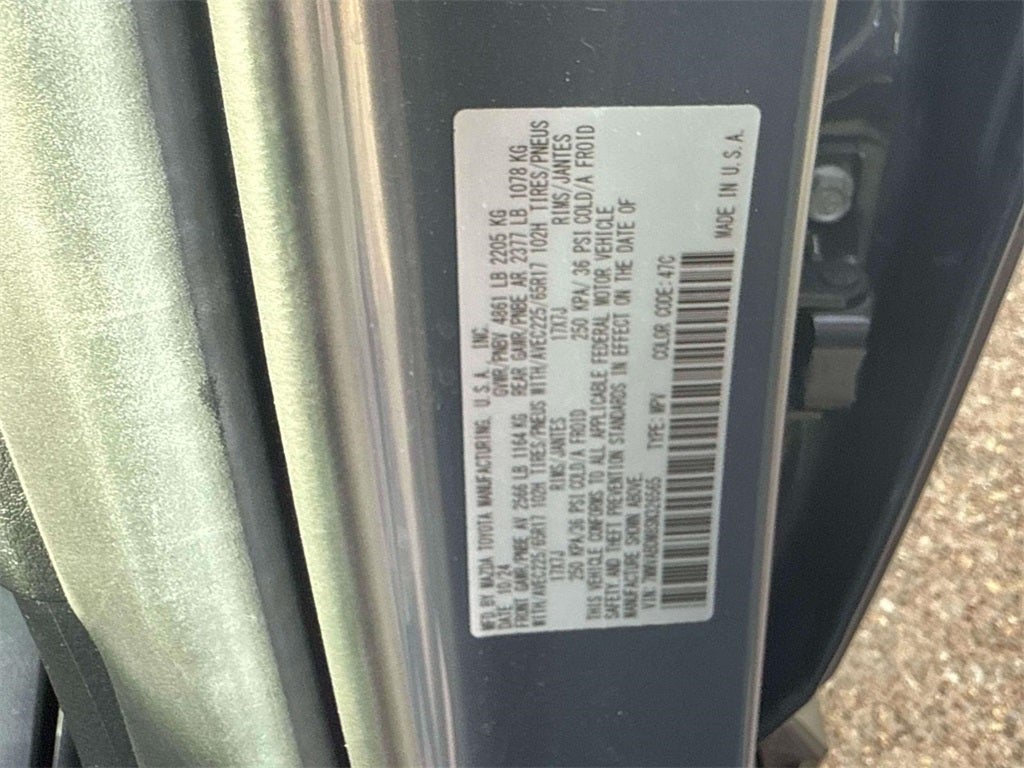 MFD BY MAZDA TOYOTA MANUFACTURING, U.S.A., INC.
DATE 10/24 GVWR/PNBV 4861 LB 2205 KG
FRONT GAWR/PNBE AV 2566 LB 1164 KG REAR GAWR/PNBE AR 2377 LB 1078 KG
WITH/AVEC225/65R17 102H TIRES/PNEUS WITH/AVEC225/65R17 102H TIRES/PNEUS
17X7J RIMS/JANTES 17X7J RIMS/JANTES
250 KPA/36 PSI COLD/A FROID 250 KPA/36 PSI COLD/A FROID
THIS VEHICLE CONFORMS TO ALL APPLICABLE FEDERAL MOTOR VEHICLE
SAFETY AND THEFT PREVENTION STANDARDS IN EFFECT ON THE DATE OF
MANUFACTURE SHOWN ABOVE.
VIN: TYPE: MPV COLOR CODE: 47C
MADE IN U.S.A.